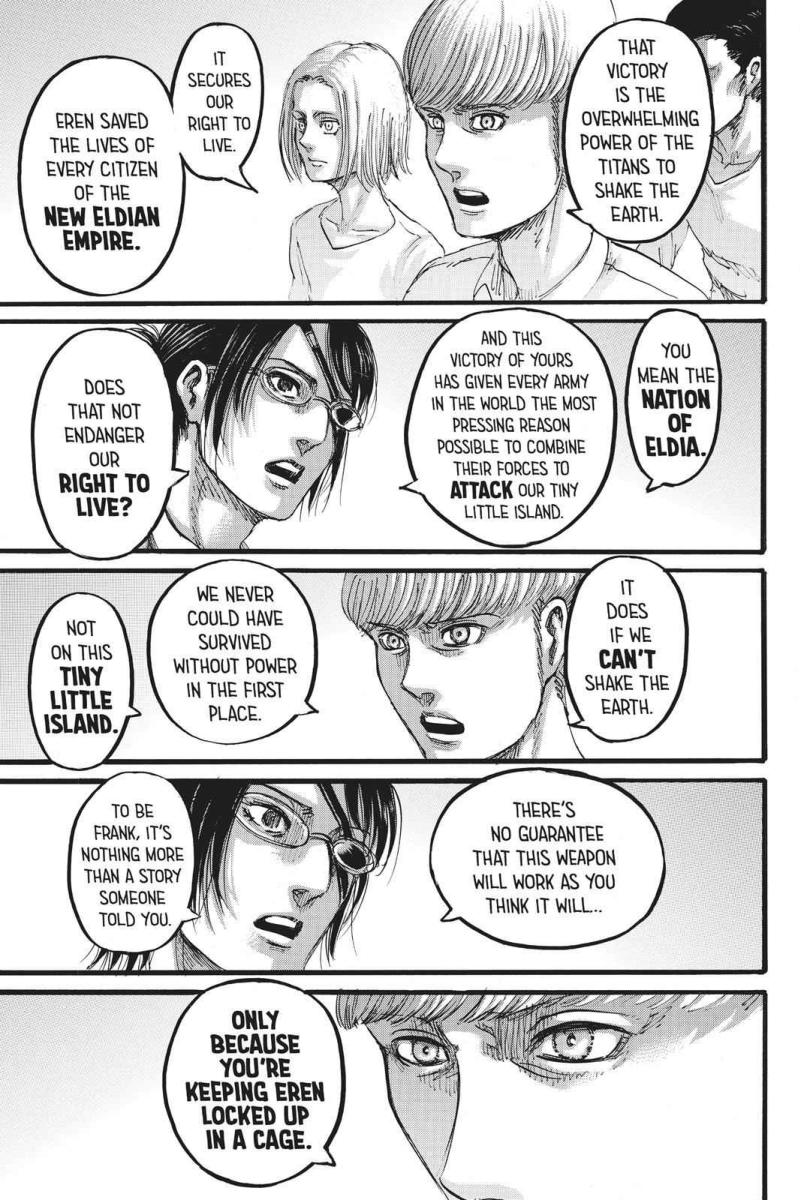 THAT
VICTORY
IS THE
OVERWHELMING
POWER OF THE
TITANS TO
SHAKE THE
EARTH.
IT
SECURES
OUR
RIGHT TO
LIVE.
EREN SAVED
THE LIVES OF
EVERY CITIZEN
OF THE
NEW ELDIAN
EMPIRE.
YOU
MEAN THE
NATION
OF
ELDIA.
AND THIS
VICTORY OF YOURS
HAS GIVEN EVERY ARMY
IN THE WORLD THE MOST
PRESSING REASON
POSSIBLE TO COMBINE
THEIR FORCES TO
ATTACK OUR TINY
LITTLE ISLAND.
DOES
THAT NOT
ENDANGER
OUR
RIGHT TO
LIVE?
IT
DOES
IF WE
CAN'T
SHAKE THE
EARTH.
WE NEVER
COULD HAVE
SURVIVED
WITHOUT POWER
IN THE FIRST
PLACE.
NOT
ON THIS
TINY
LITTLE
ISLAND.
THERE'S
NO GUARANTEE
THAT THIS WEAPON
WILL WORK AS YOU
THINK IT WILL...
TO BE
FRANK, IT'S
NOTHING MORE
THAN A STORY
SOMEONE
TOLD YOU.
ONLY
BECAUSE
YOU'RE
KEEPING EREN
LOCKED UP
IN A CAGE.